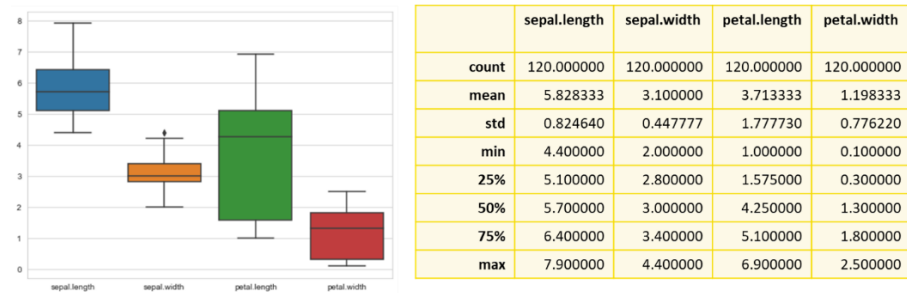 8
7
6
5
4
3
2
1
0
sepal.length sepal.width petal.length petal.width
sepal.length sepal.width petal.length petal.width
count 120.000000 120.000000 120.000000 120.000000
mean 5.828333 3.100000 3.713333 1.198333
std 0.824640 0.447777 1.777730 0.776220
min 4.400000 2.000000 1.000000 0.100000
25% 5.100000 2.800000 1.575000 0.300000
50% 5.700000 3.000000 4.250000 1.300000
75% 6.400000 3.400000 5.100000 1.800000
max 7.900000 4.400000 6.900000 2.500000